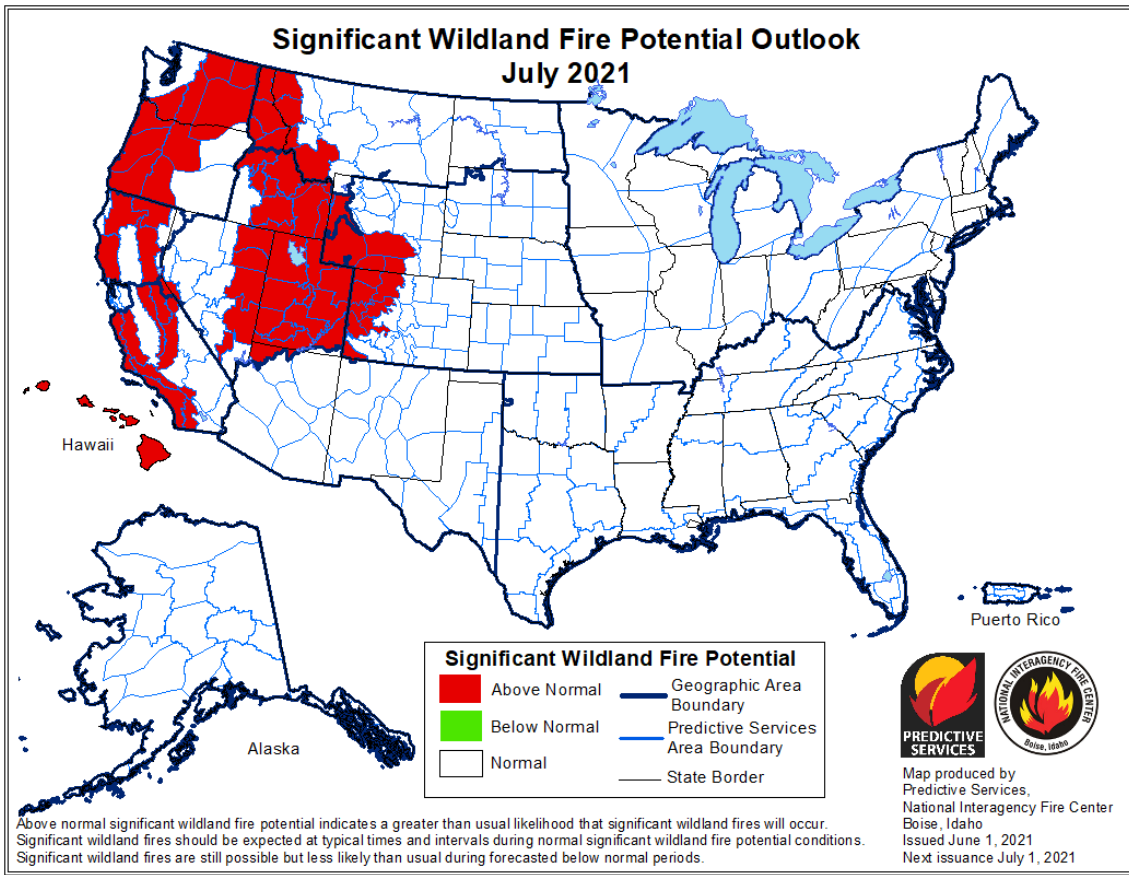 Significant Wildland Fire Potential Outlook
July 2021
Hawaii
Alaska
Puerto Rico
Significant Wildland Fire Potential
Above Normal
Below Normal
Normal
Geographic Area
Boundary
Predictive Services
Area Boundary
State Border
PREDICTIVE
SERVICES
NATIONAL INTERAGENCY FIRE CENTER
Boise, Idaho
Map produced by
Predictive Services,
National Interagency Fire Center
Boise, Idaho
Issued June 1, 2021
Next issuance July 1, 2021
Above normal significant wildland fire potential indicates a greater than usual likelihood that significant wildland fires will occur.
Significant wildland fires should be expected at typical times and intervals during normal significant wildland fire potential conditions.
Significant wildland fires are still possible but less likely than usual during forecasted below normal periods.